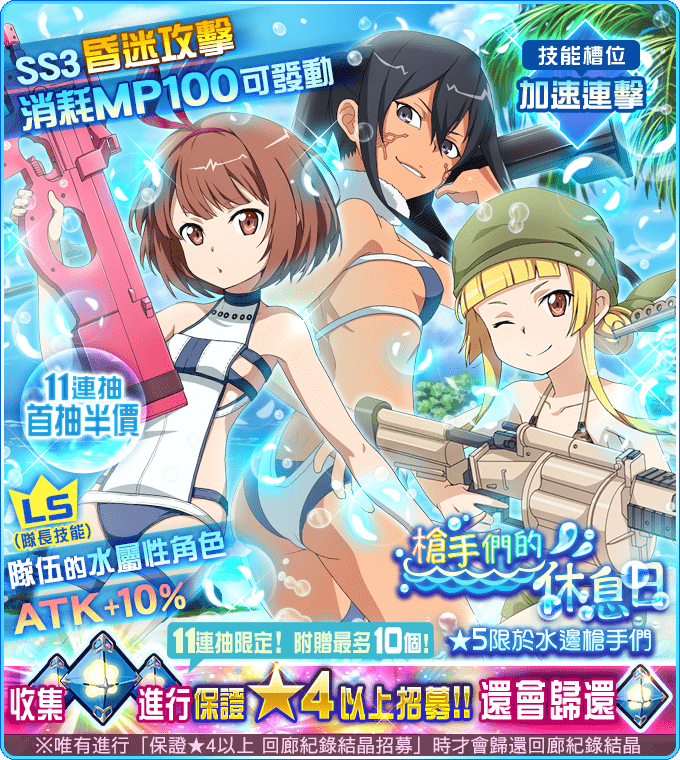 SS3昏迷攻擊
消耗MP100可發動
技能槽位
加速連擊
11連抽
首抽半價
LS
(隊長技能)
隊伍的水屬性角色
ATK+10%
槍手們的
休息日
★5限於水邊槍手們
11連抽限定! 附贈最多10個!
收集 進行保證★4以上招募!! 還會歸還
※唯有進行「保證★4以上 回廊紀錄結晶招募」時才會歸還回廊紀錄結晶